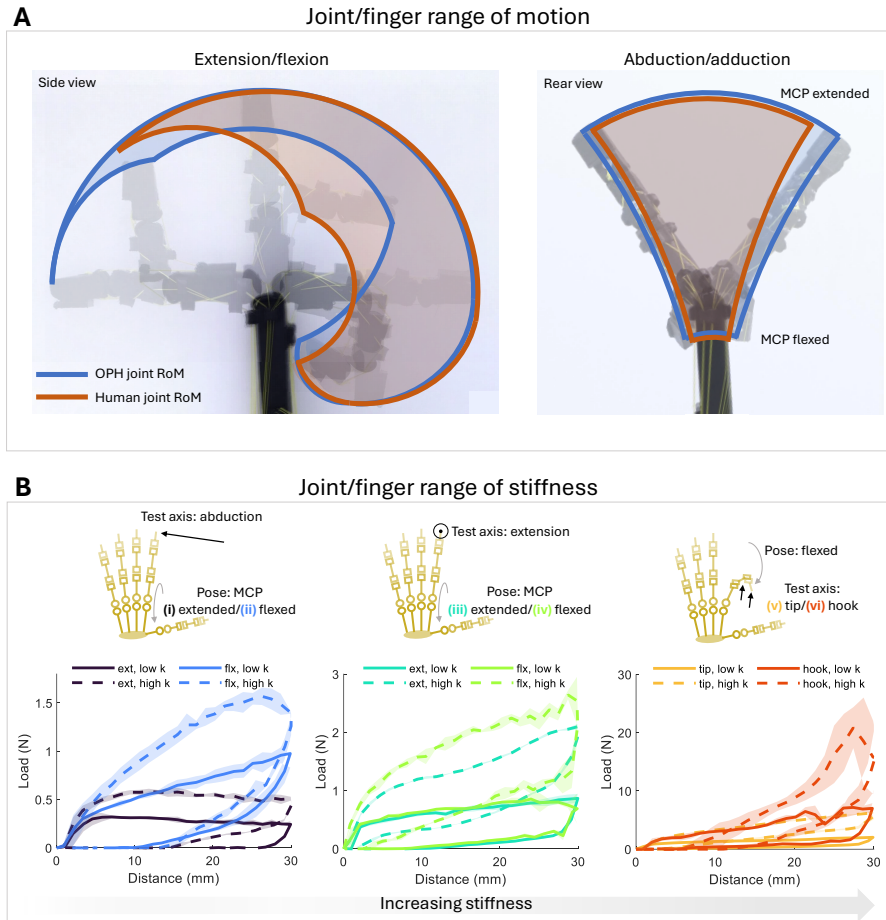 A
Joint/finger range of motion
Extension/flexion
Side view
OPH joint RoM
Human joint RoM
Abduction/adduction
Rear view
MCP extended
MCP flexed
B
Joint/finger range of stiffness
Test axis: abduction
Pose: MCP
(i) extended/(ii) flexed
ext, low k
flx, low k
ext, high k
flx, high k
1.5
1
0.5
0
Load (N)
0
10
20
30
Distance (mm)
Test axis: extension
Pose: MCP
(iii) extended/(iv) flexed
ext, low k
flx, low k
ext, high k
flx, high k
3
2
1
0
Load (N)
0
10
20
30
Distance (mm)
Pose: flexed
Test axis:
(v) tip/(vi) hook
tip, low k
hook, low k
tip, high k
hook, high k
30
20
10
0
Load (N)
0
10
20
30
Distance (mm)
Increasing stiffness